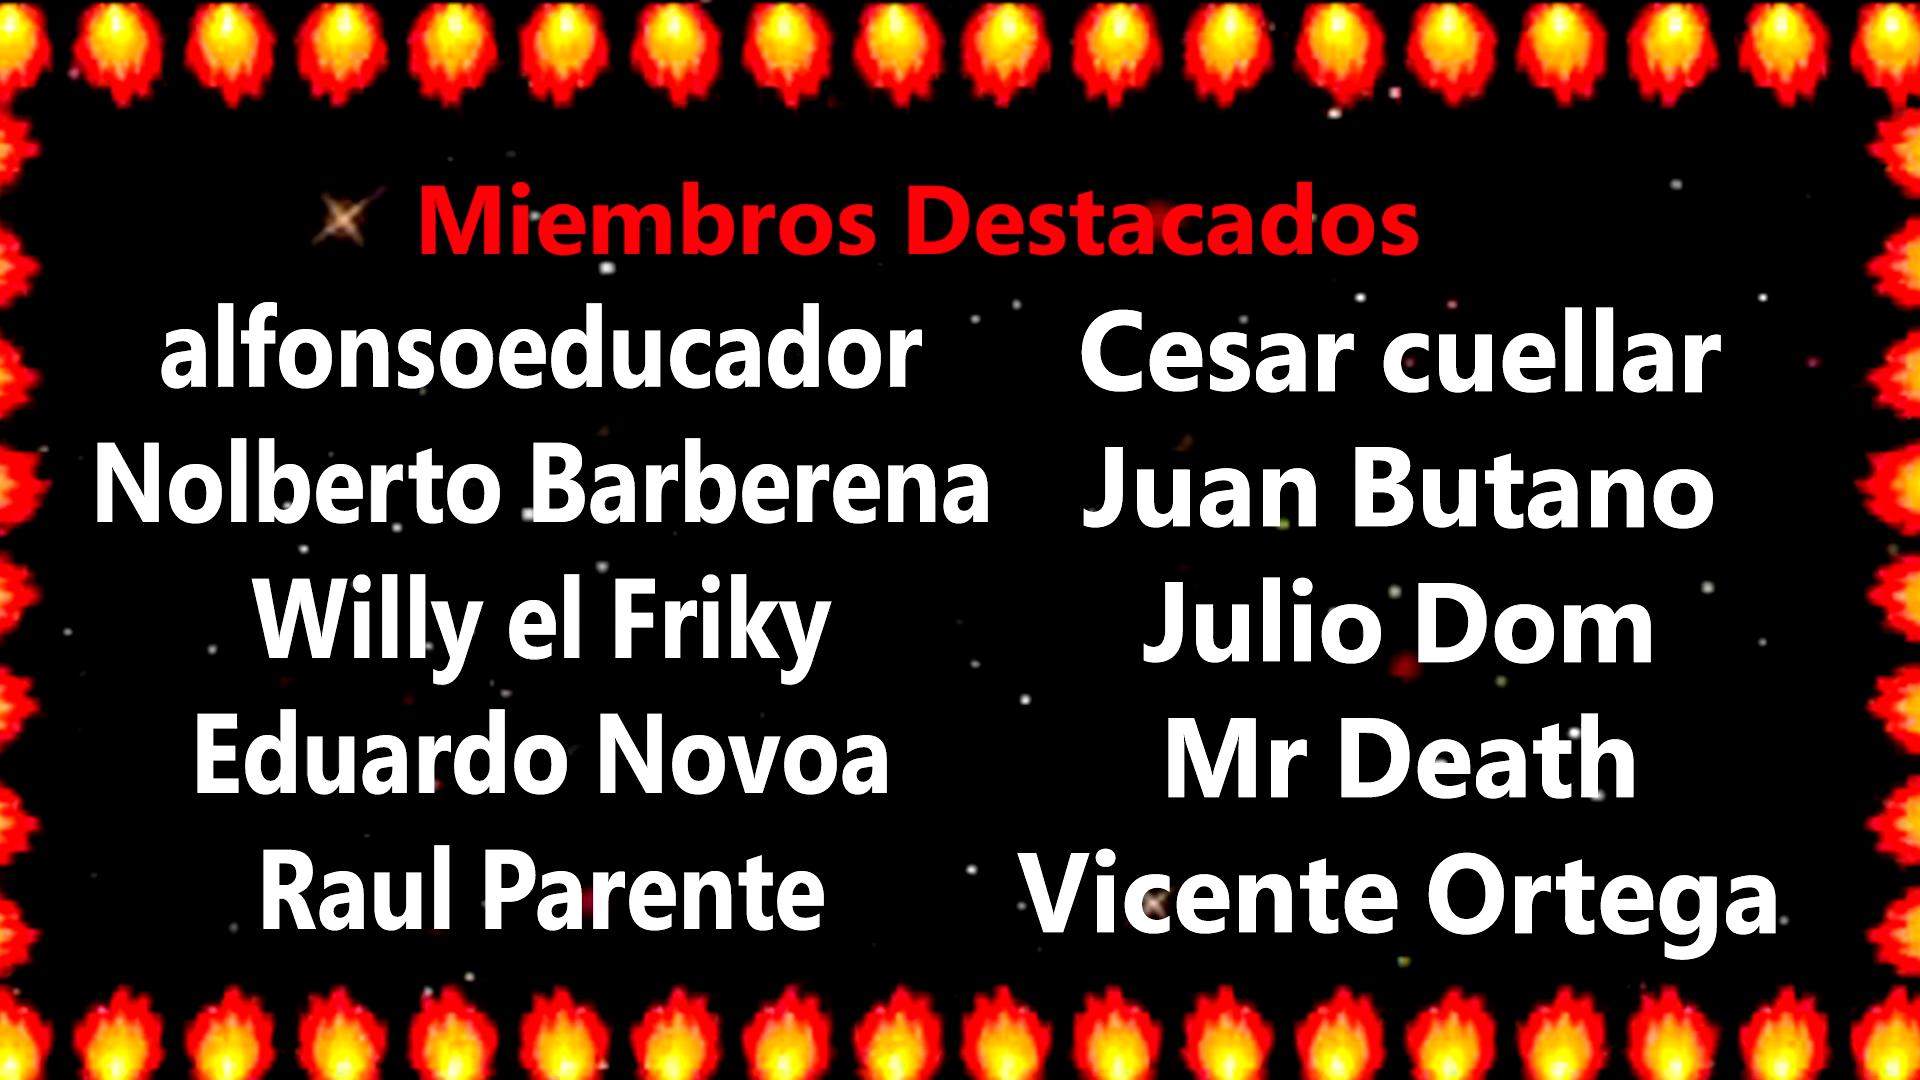 Miembros Destacados
alfonsoeducador
Nolberto Barberena
Willy el Friky
Eduardo Novoa
Raul Parente
Cesar cuellar
Juan Butano
Julio Dom
Mr Death
Vicente Ortega